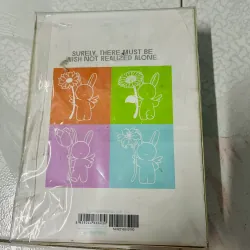 SURELY, THERE MUST BE
WISH NOT REALIZED ALONE